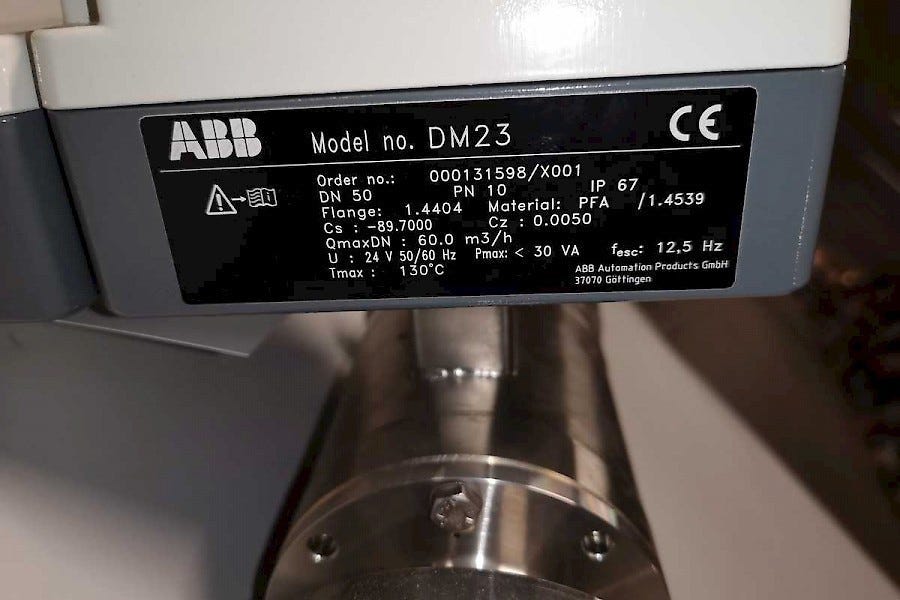 ABB Model no. DM23 CE
Order no.: 000131598/X001
DN 50 PN 10 IP 67
Flange: 1.4404 Material: PFA /1.4539
Cs : -89.7000 Cz : 0.0050
QmaxDN : 60.0 m3/h
U : 24 V 50/60 Hz Pmax: < 30 VA fesc: 12,5 Hz
Tmax : 130°C
ABB Automation Products GmbH
37070 Göttingen